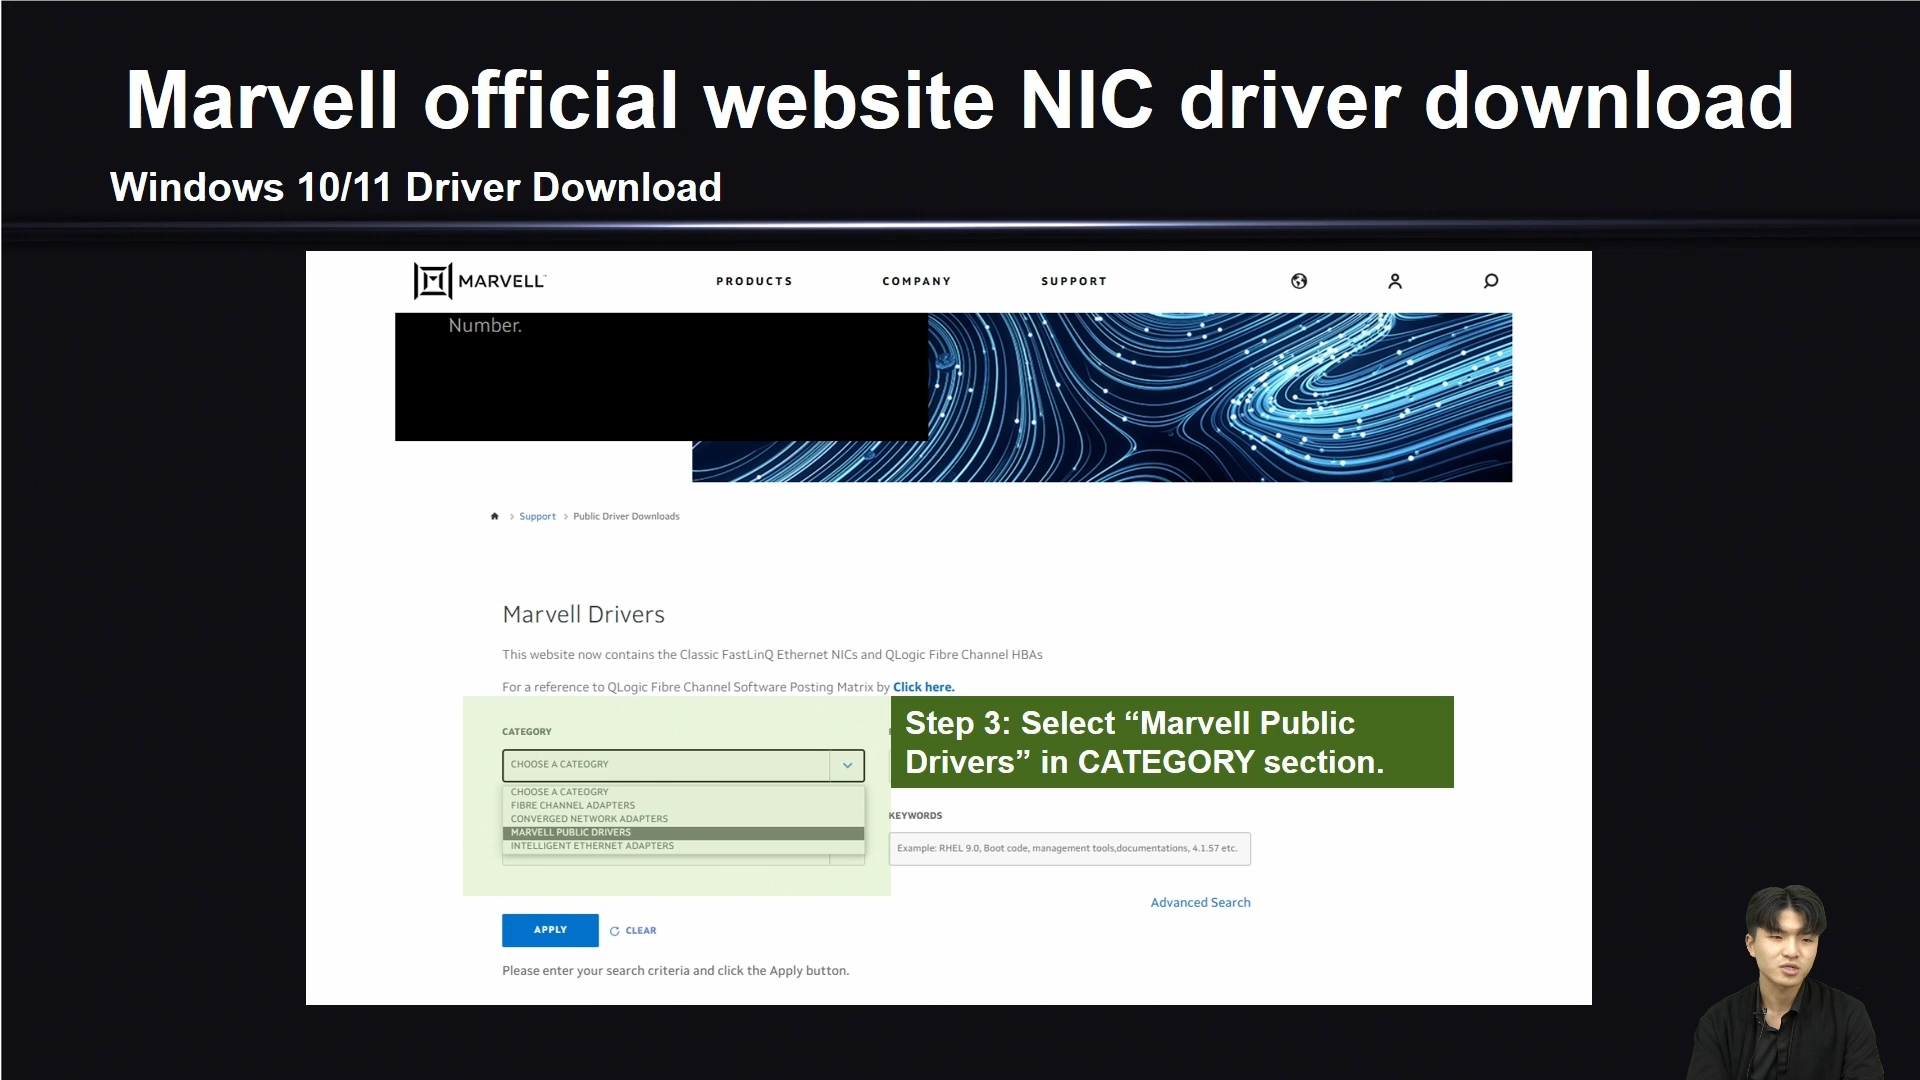 Marvell official website NIC driver download
Windows 10/11 Driver Download
MARVELL
PRODUCTS
COMPANY
SUPPORT
Number.
Support
Public Driver Downloads
Marvell Drivers
This website now contains the Classic FastLinQ Ethernet NICs and QLogic Fibre Channel HBAs
For a reference to QLogic Fibre Channel Software Posting Matrix by Click here.
CATEGORY
CHOOSE A CATEOGRY
CHOOSE A CATEOGRY
FIBRE CHANNEL ADAPTERS
CONVERGED NETWORK ADAPTERS
MARVELL PUBLIC DRIVERS
INTELLIGENT ETHERNET ADAPTERS
Step 3: Select “Marvell Public
Drivers” in CATEGORY section.
KEYWORDS
Example: RHEL 9.0, Boot code, management tools,documentations, 4.1.57 etc.
Advanced Search
APPLY
CLEAR
Please enter your search criteria and click the Apply button.